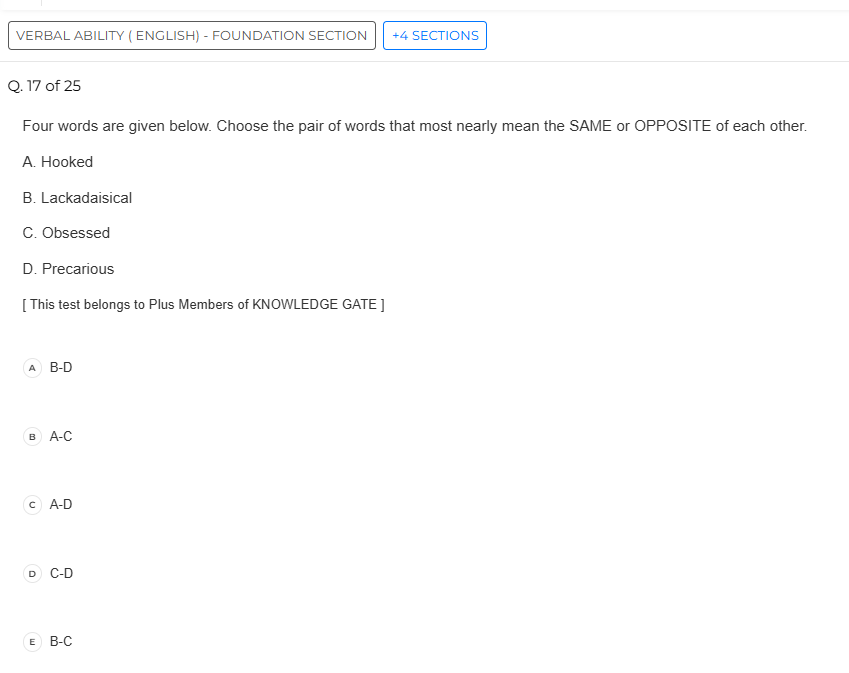 VERBAL ABILITY ( ENGLISH) - FOUNDATION SECTION +4 SECTIONS
Q. 17 of 25
Four words are given below. Choose the pair of words that most nearly mean the SAME or OPPOSITE of each other.
A. Hooked
B. Lackadaisical
C. Obsessed
D. Precarious
[ This test belongs to Plus Members of KNOWLEDGE GATE ]
A B-D
B A-C
C A-D
D C-D
E B-C